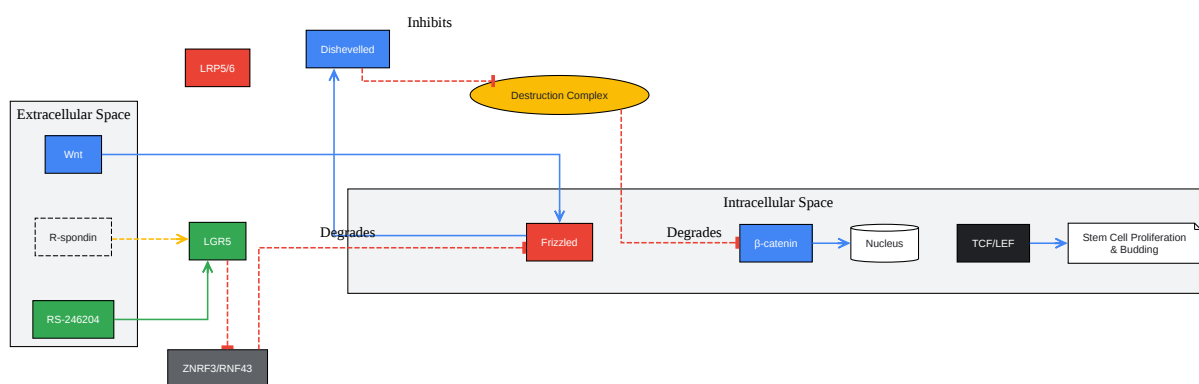 Inhibits
Dishevelled
LRP5/6
Destruction Complex
Extracellular Space
Wnt
Intracellular Space
R-spondin
LGR5
Degrades
Frizzled
Degrades
β-catenin
Nucleus
TCF/LEF
Stem Cell Proliferation
& Budding
RS-246204
ZNRF3/RNF43